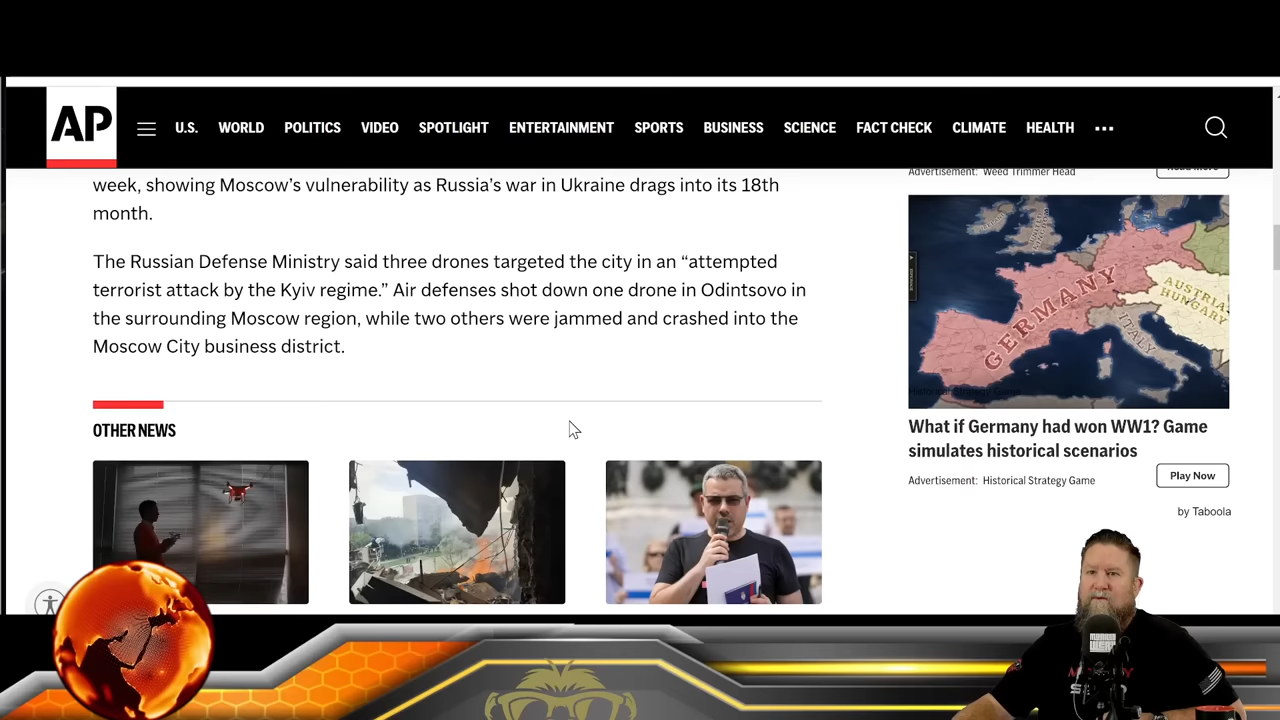 AP
U.S. WORLD POLITICS VIDEO SPOTLIGHT ENTERTAINMENT SPORTS BUSINESS SCIENCE FACT CHECK CLIMATE HEALTH
week, showing Moscow’s vulnerability as Russia’s war in Ukraine drags into its 18th
month.
The Russian Defense Ministry said three drones targeted the city in an “attempted
terrorist attack by the Kyiv regime.” Air defenses shot down one drone in Odintsovo in
the surrounding Moscow region, while two others were jammed and crashed into the
Moscow City business district.
OTHER NEWS
Advertisement: Weed Trimmer Head
GERMANY
AUSTRIA
HUNGARY
ITALY
What if Germany had won WW1? Game
simulates historical scenarios
Advertisement: Historical Strategy Game
Play Now
by Taboola